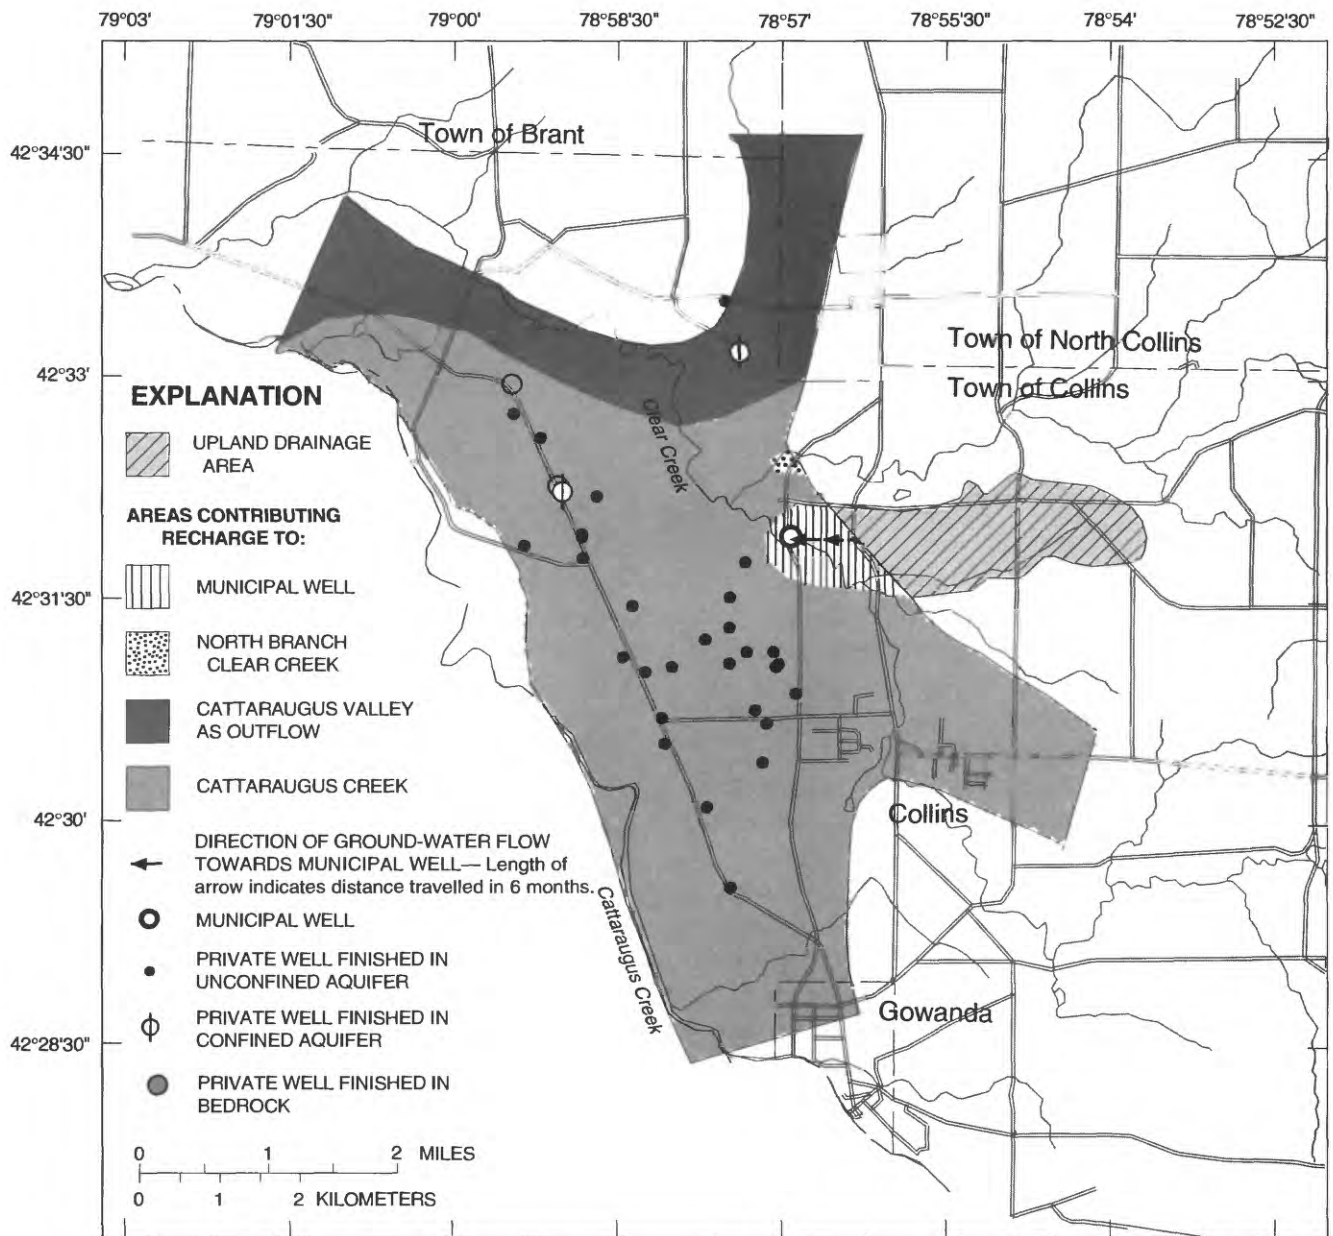 79°03' 79°01'30" 79°00 78°58'30" 78°57' 78°55'30" 78°54' 78°52'30"
42°34'30"
Town of Brant
Town of North Collins
42°33'
Town of Collins
EXPLANATION
UPLAND DRAINAGE
AREA
Clear Creek
AREAS CONTRIBUTING
RECHARGE TO:
MUNICIPAL WELL
42°31'30"
NORTH BRANCH
CLEAR CREEK
CATTARAUGUS VALLEY
AS OUTFLOW
CATTARAUGUS CREEK
42°30'
Collins
DIRECTION OF GROUND-WATER FLOW
TOWARDS MUNICIPAL WELL— Length of
arrow indicates distance travelled in 6 months.
MUNICIPAL WELL
Cattaraugus Creek
PRIVATE WELL FINISHED IN
UNCONFINED AQUIFER
Gowanda
PRIVATE WELL FINISHED IN
CONFINED AQUIFER
42°28'30"
PRIVATE WELL FINISHED IN
BEDROCK
0 1 2 MILES
0 1 2 KILOMETERS